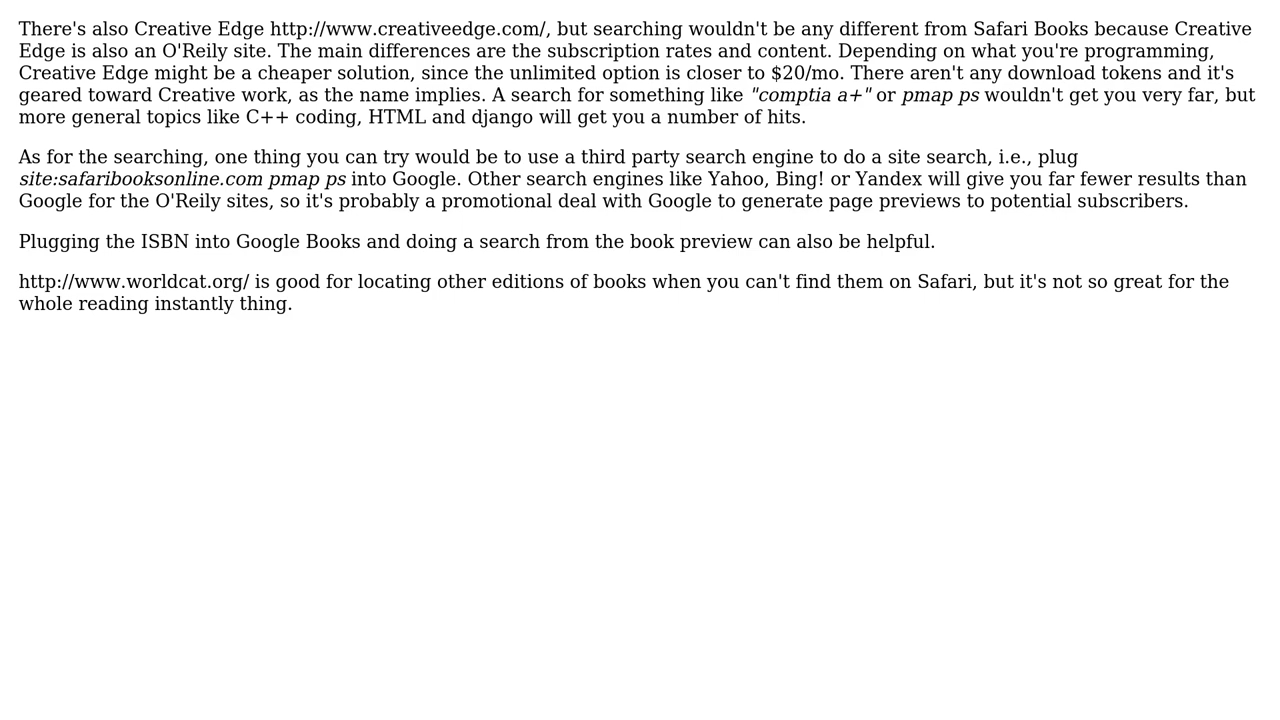 There's also Creative Edge http://www.creativeedge.com/, but searching wouldn't be any different from Safari Books because Creative
Edge is also an O'Reily site. The main differences are the subscription rates and content. Depending on what you're programming,
Creative Edge might be a cheaper solution, since the unlimited option is closer to $20/mo. There aren't any download tokens and it's
geared toward Creative work, as the name implies. A search for something like "comptia a+" or pmap ps wouldn't get you very far, but
more general topics like C++ coding, HTML and django will get you a number of hits.
As for the searching, one thing you can try would be to use a third party search engine to do a site search, i.e., plug
site:safaribooksonline.com pmap ps into Google. Other search engines like Yahoo, Bing! or Yandex will give you far fewer results than
Google for the O'Reily sites, so it's probably a promotional deal with Google to generate page previews to potential subscribers.
Plugging the ISBN into Google Books and doing a search from the book preview can also be helpful.
http://www.worldcat.org/ is good for locating other editions of books when you can't find them on Safari, but it's not so great for the
whole reading instantly thing.